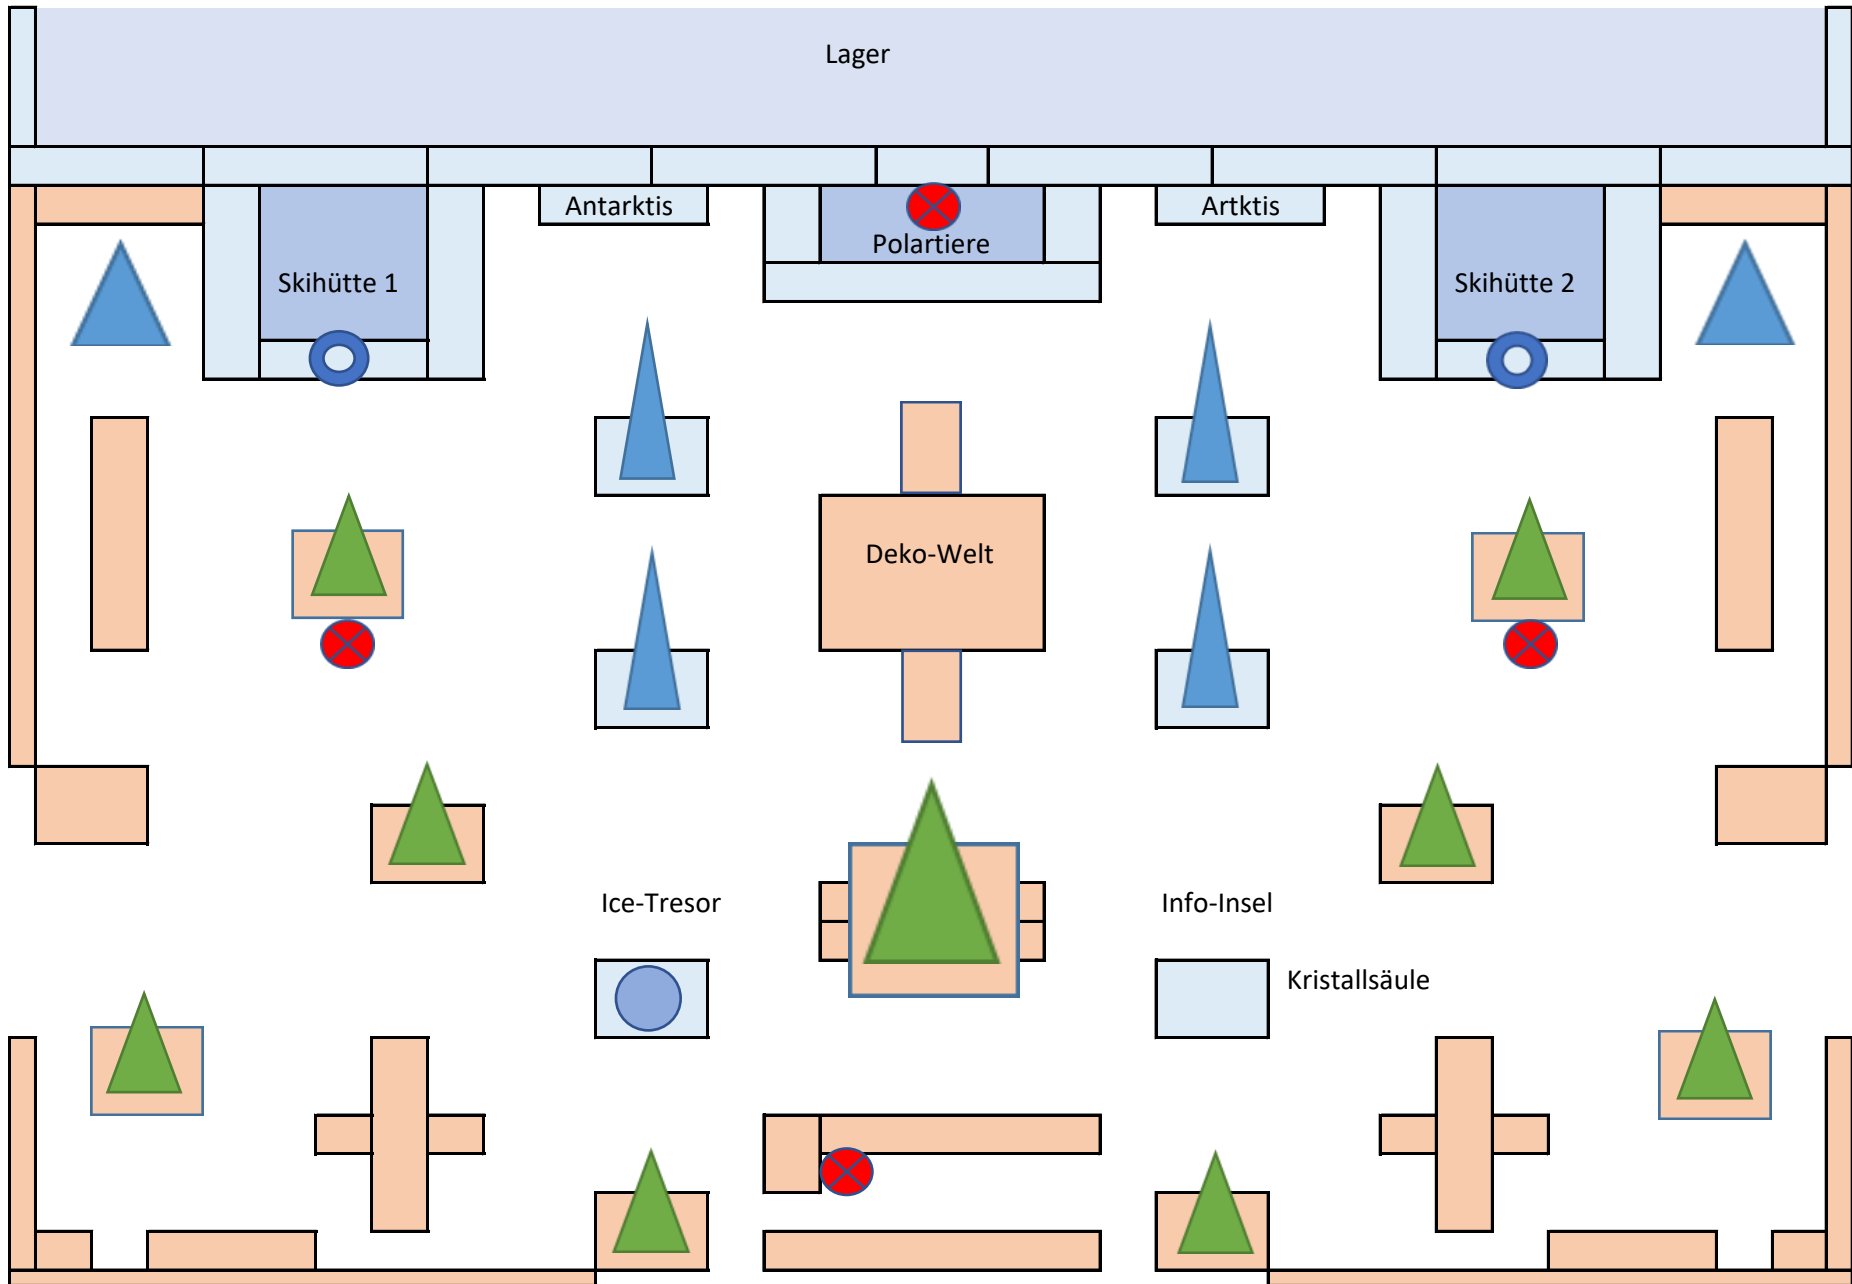 Lager
Antarktis
Artktis
Polartiere
Skihütte 1
Skihütte 2
Deko-Welt
Ice-Tresor
Info-Insel
Kristallsäule